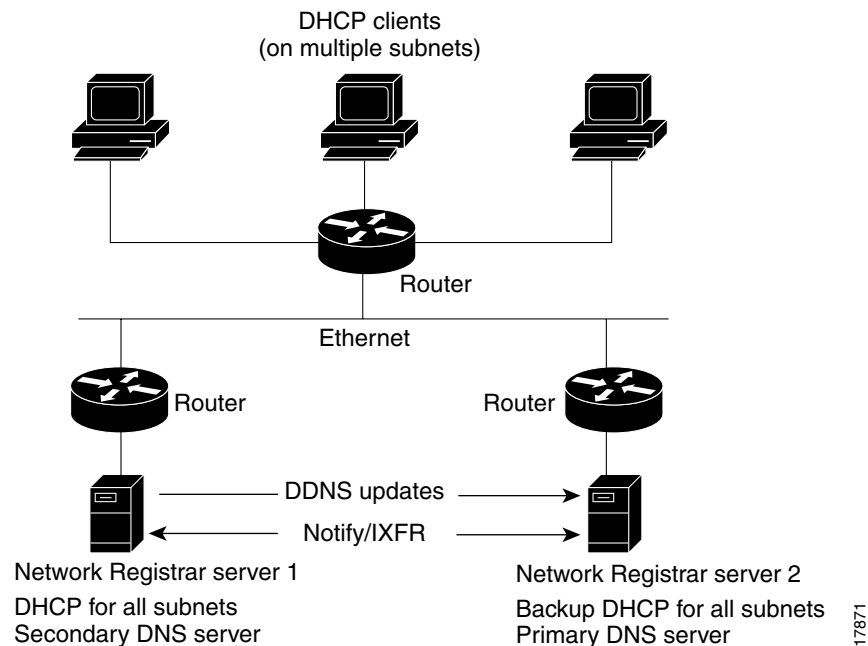 DHCP clients
(on multiple subnets)
Router
Ethernet
Router
Router
DDNS updates
Notify/IXFR
Network Registrar server 1
DHCP for all subnets
Secondary DNS server
Network Registrar server 2
Backup DHCP for all subnets
Primary DNS server
17871